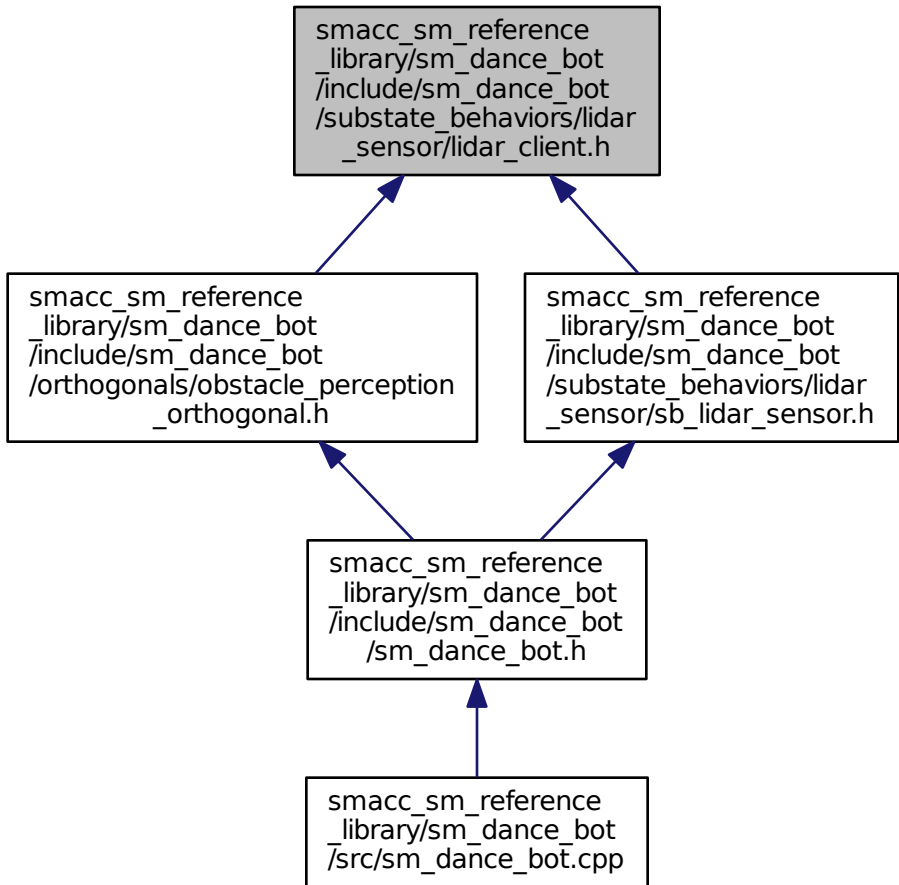 smacc_sm_reference
_library/sm_dance_bot
/include/sm_dance_bot
/substate_behaviors/lidar
_sensor/lidar_client.h
smacc_sm_reference
_library/sm_dance_bot
/include/sm_dance_bot
/orthogonals/obstacle_perception
_orthogonal.h
smacc_sm_reference
_library/sm_dance_bot
/include/sm_dance_bot
/substate_behaviors/lidar
_sensor/sb_lidar_sensor.h
smacc_sm_reference
_library/sm_dance_bot
/include/sm_dance_bot
/sm_dance_bot.h
smacc_sm_reference
_library/sm_dance_bot
/src/sm_dance_bot.cpp